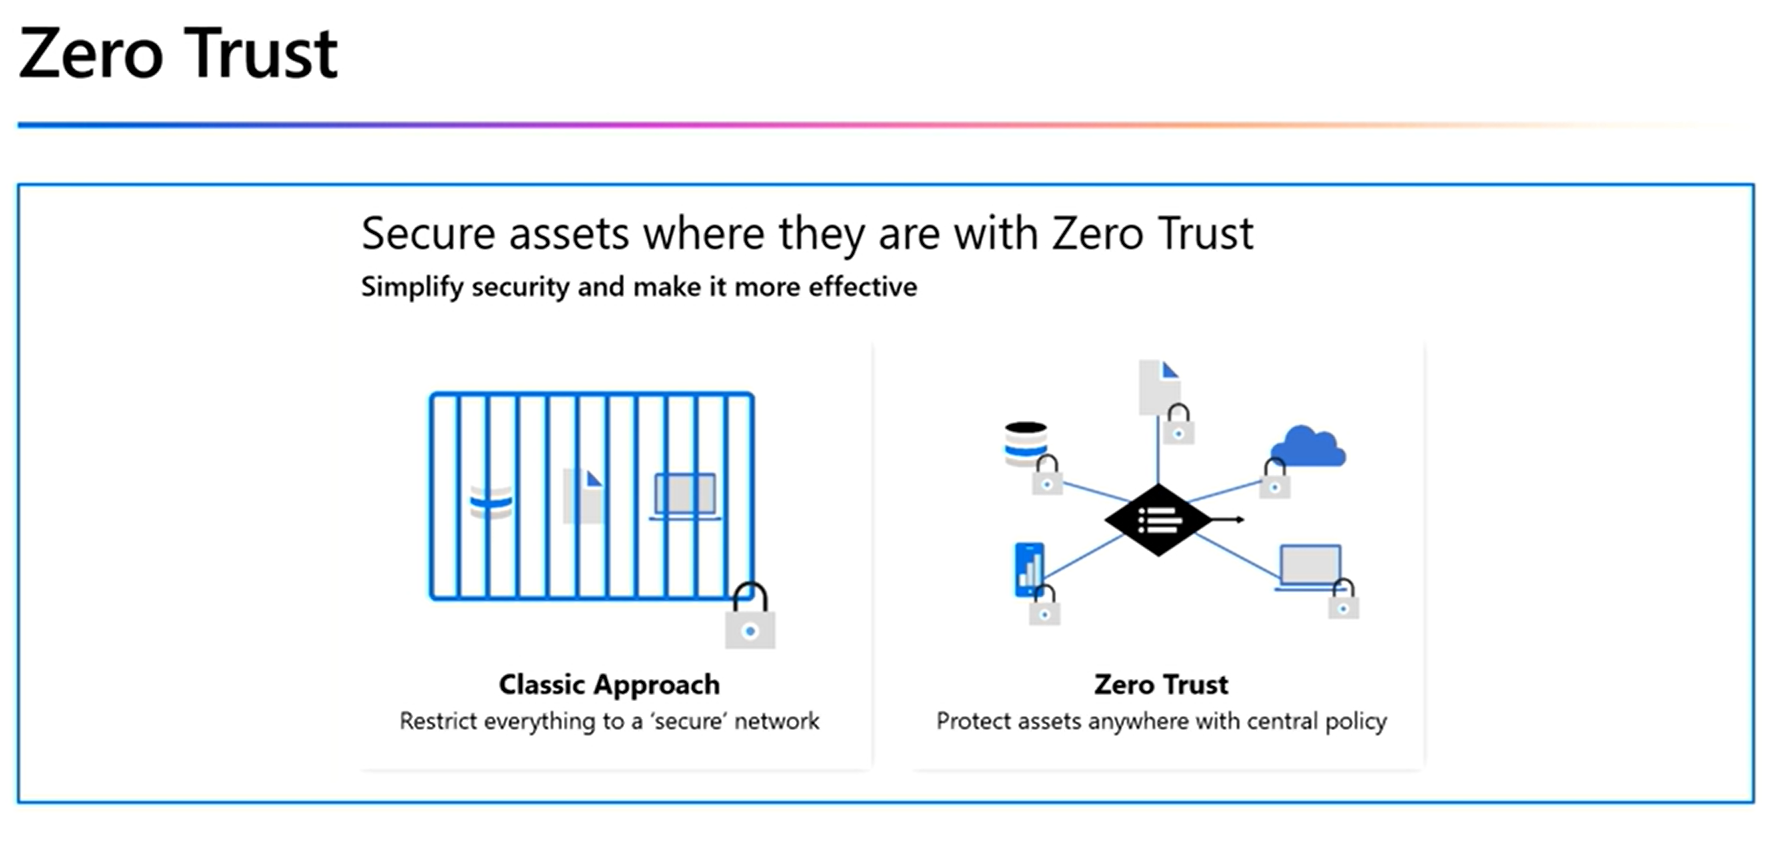 Zero Trust
Secure assets where they are with Zero Trust
Simplify security and make it more effective
Classic Approach
Restrict everything to a ‘secure’ network
Zero Trust
Protect assets anywhere with central policy